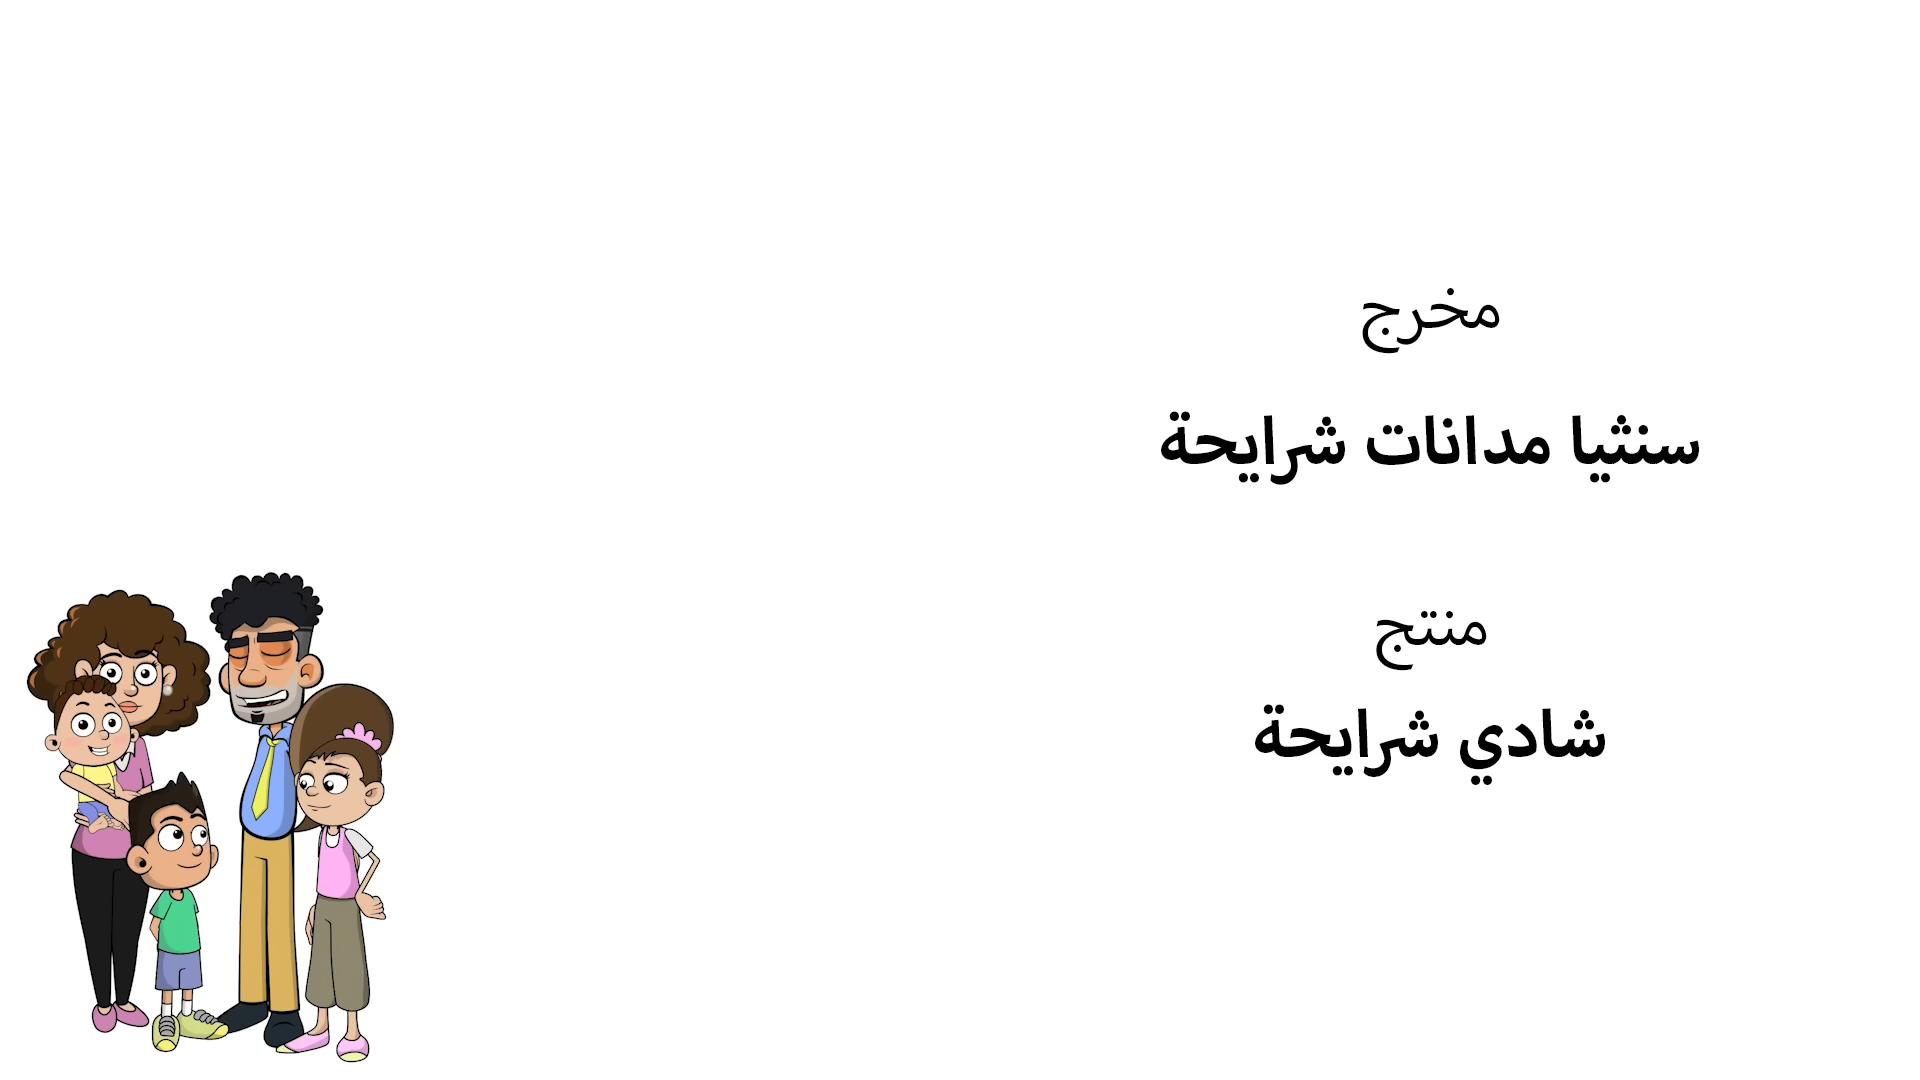 مخرج
سنثيا مدانات شرايحة
منتج
شادي شرايحة